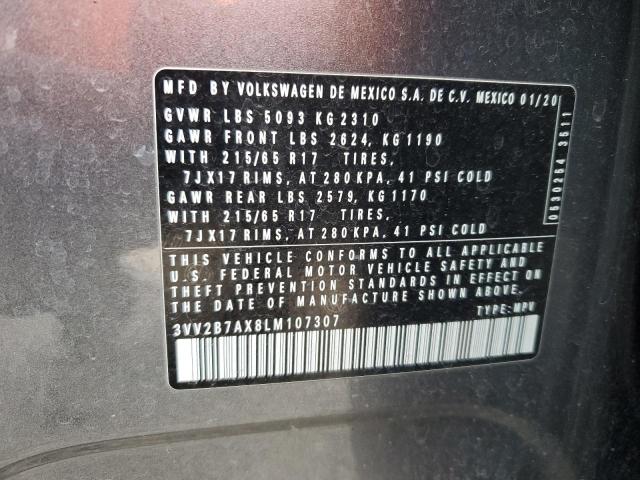 MFD BY VOLKSWAGEN DE MEXICO S.A. DE C.V. MEXICO 01/20
GVWR LBS 5093 KG 2310
GAWR FRONT LBS 2624, KG 1190
WITH 215/65 R17 TIRES,
7JX17 RIMS, AT 280 KPA, 41 PSI COLD
GAWR REAR LBS 2579, KG 1170
WITH 215/65 R17 TIRES,
7JX17 RIMS, AT 280 KPA, 41 PSI COLD
0530254 3511
THIS VEHICLE CONFORMS TO ALL APPLICABLE
U.S. FEDERAL MOTOR VEHICLE SAFETY AND
THEFT PREVENTION STANDARDS IN EFFECT ON
THE DATE OF MANUFACTURE SHOWN ABOVE.
3VV2B7AX8LM107307 TYPE: MPV